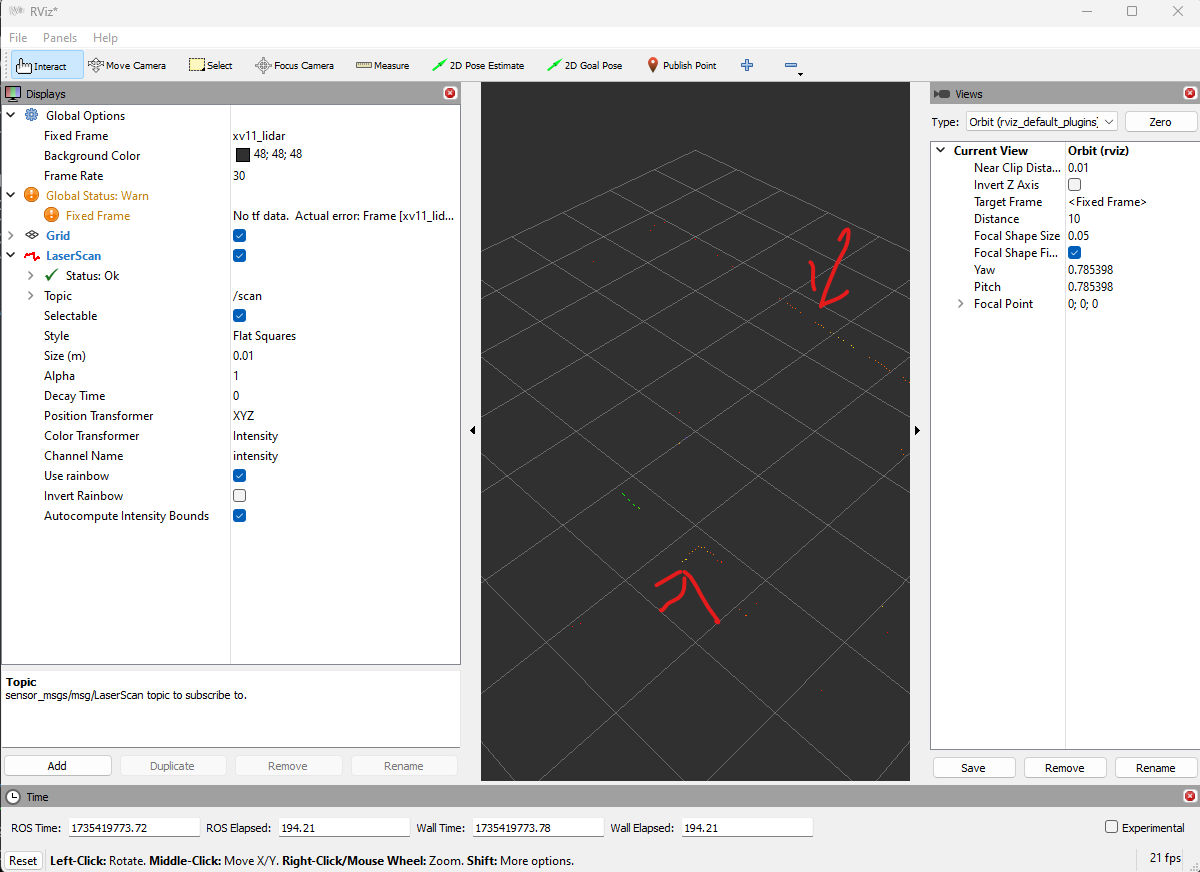 RViz*
File Panels Help
Interact Move Camera Select Focus Camera Measure 2D Pose Estimate 2D Goal Pose Publish Point
Displays
Global Options
Fixed Frame xv11_lidar
Background Color 48; 48; 48
Frame Rate 30
Global Status: Warn
Fixed Frame No tf data. Actual error: Frame [xv11_lid...
Grid
LaserScan
Status: Ok
Topic /scan
Selectable
Style Flat Squares
Size (m) 0.01
Alpha 1
Decay Time 0
Position Transformer XYZ
Color Transformer Intensity
Channel Name intensity
Use rainbow
Invert Rainbow
Autocompute Intensity Bounds
Topic
sensor_msgs/msg/LaserScan topic to subscribe to.
Add Duplicate Remove Rename
Views
Type: Orbit (rviz_default_plugins) Zero
Current View Orbit (rviz)
Near Clip Dista... 0.01
Invert Z Axis
Target Frame <Fixed Frame>
Distance 10
Focal Shape Size 0.05
Focal Shape Fi...
Yaw 0.785398
Pitch 0.785398
Focal Point 0; 0; 0
Save Remove Rename
Time
ROS Time: 1735419773.72 ROS Elapsed: 194.21 Wall Time: 1735419773.78 Wall Elapsed: 194.21 Experimental
Reset Left-Click: Rotate. Middle-Click: Move X/Y. Right-Click/Mouse Wheel: Zoom. Shift: More options. 21 fps